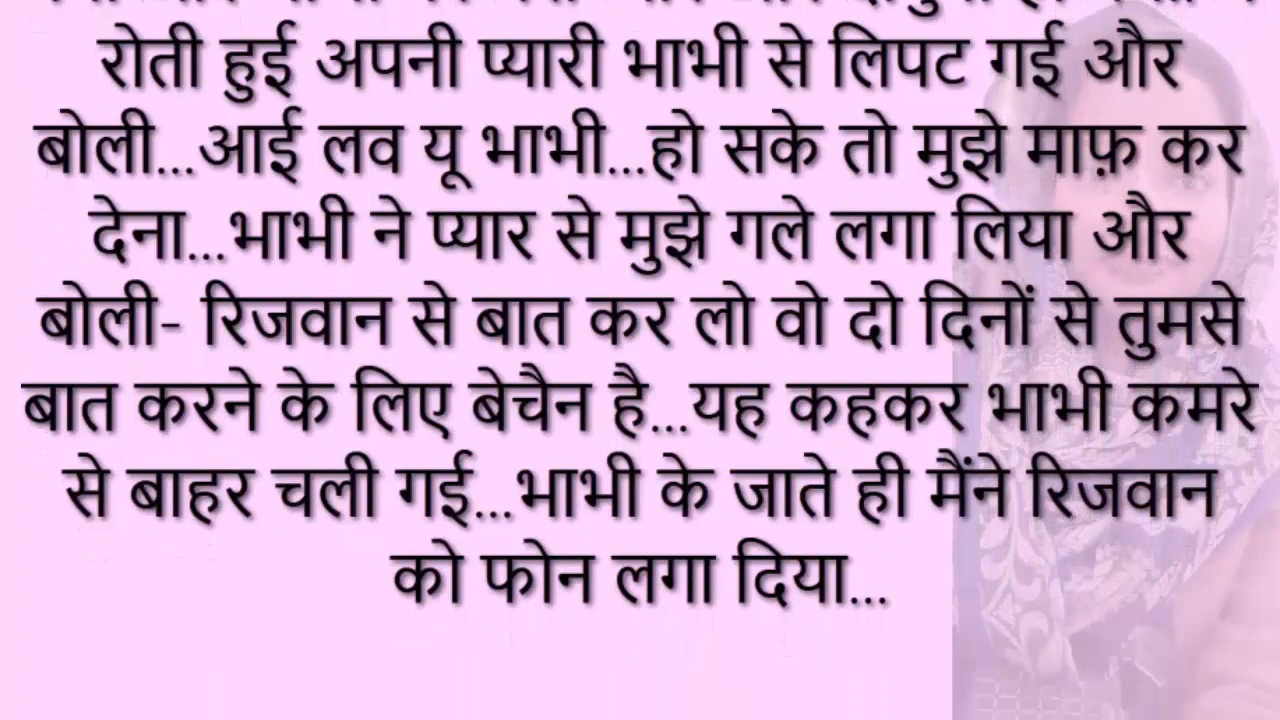 रोती हुई अपनी प्यारी भाभी से लिपट गई और
बोली...आई लव यू भाभी...हो सके तो मुझे माफ़ कर
देना...भाभी ने प्यार से मुझे गले लगा लिया और
बोली- रिजवान से बात कर लो वो दो दिनों से तुमसे
बात करने के लिए बेचैन है...यह कहकर भाभी कमरे
से बाहर चली गई...भाभी के जाते ही मैंने रिजवान
को फोन लगा दिया...